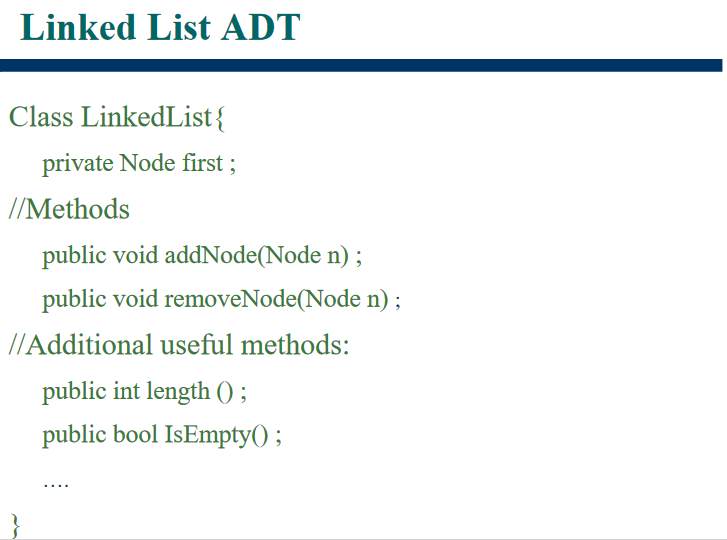 Linked List ADT
Class LinkedList{
private Node first ;
//Methods
public void addNode(Node n) ;
public void removeNode(Node n) ;
//Additional useful methods:
public int length () ;
public bool IsEmpty() ;
....
}